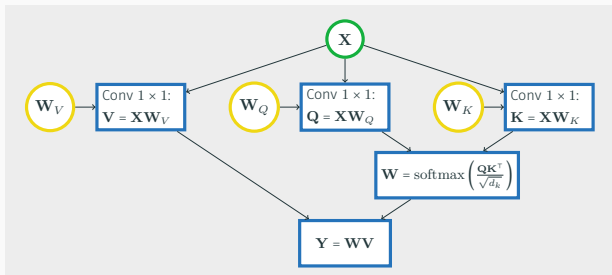 X
W_V
Conv 1 × 1:
V = XW_V
W_Q
Conv 1 × 1:
Q = XW_Q
W_K
Conv 1 × 1:
K = XW_K
W = softmax(QK^⊤/√d_k)
Y = WV